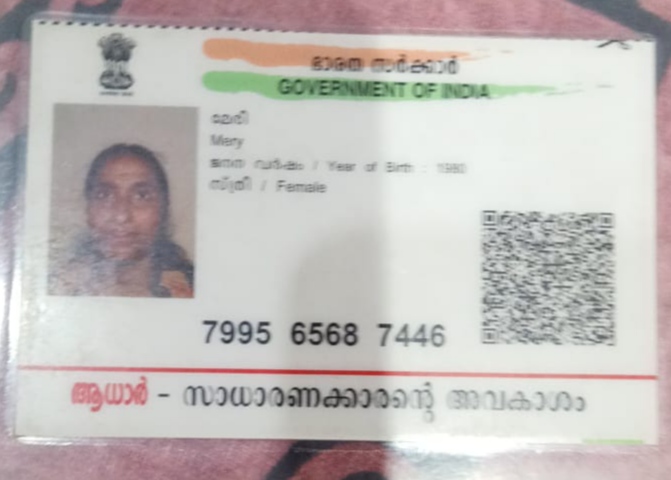 ഭാരത സർക്കാർ
GOVERNMENT OF INDIA
മേരി
Mery
ജനന വർഷം / Year of Birth : 1980
സ്ത്രീ / Female
7995 6568 7446
ആധാർ - സാധാരണക്കാരന്റെ അവകാശം